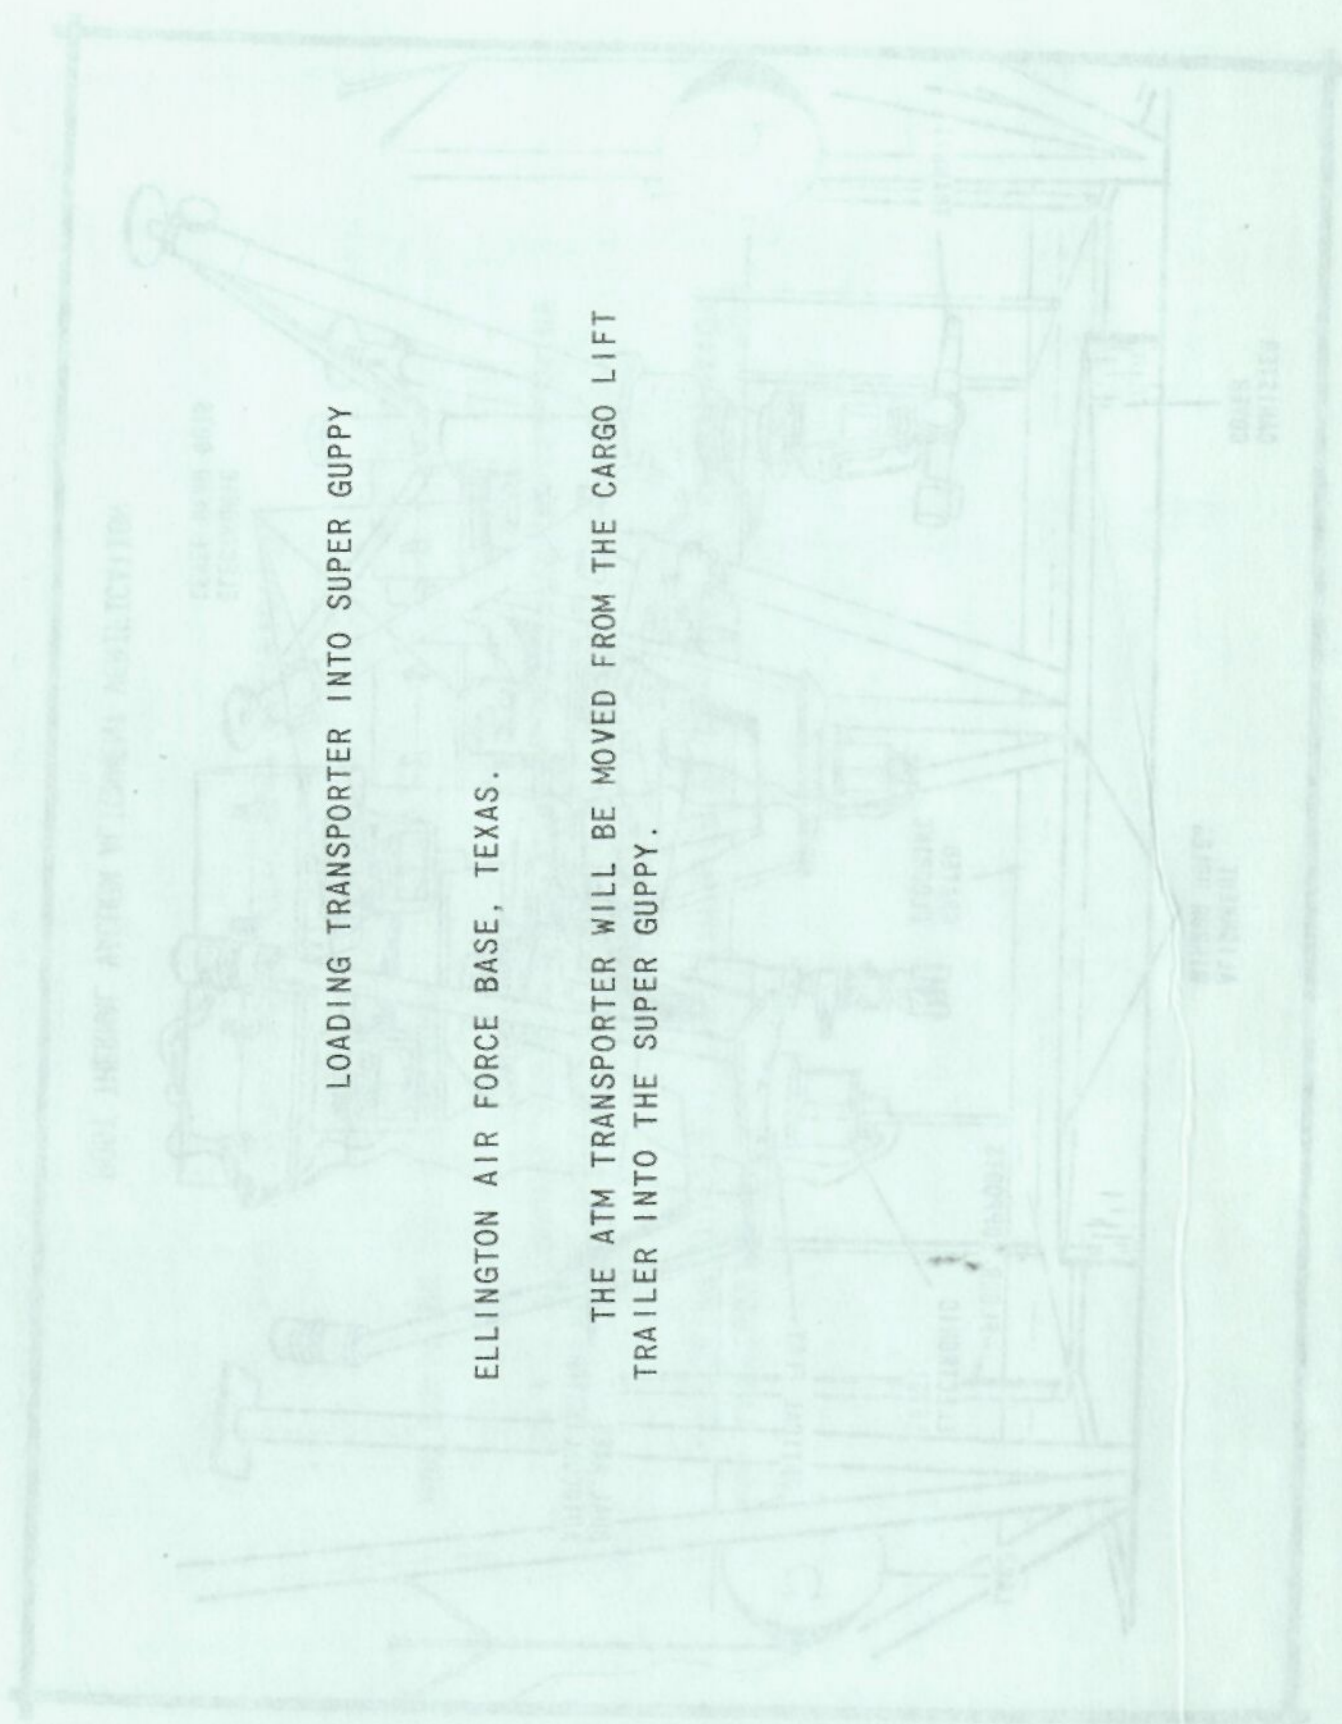 LOADING TRANSPORTER INTO SUPER GUPPY
ELLINGTON AIR FORCE BASE, TEXAS.
THE ATM TRANSPORTER WILL BE MOVED FROM THE CARGO LIFT
TRAILER INTO THE SUPER GUPPY.